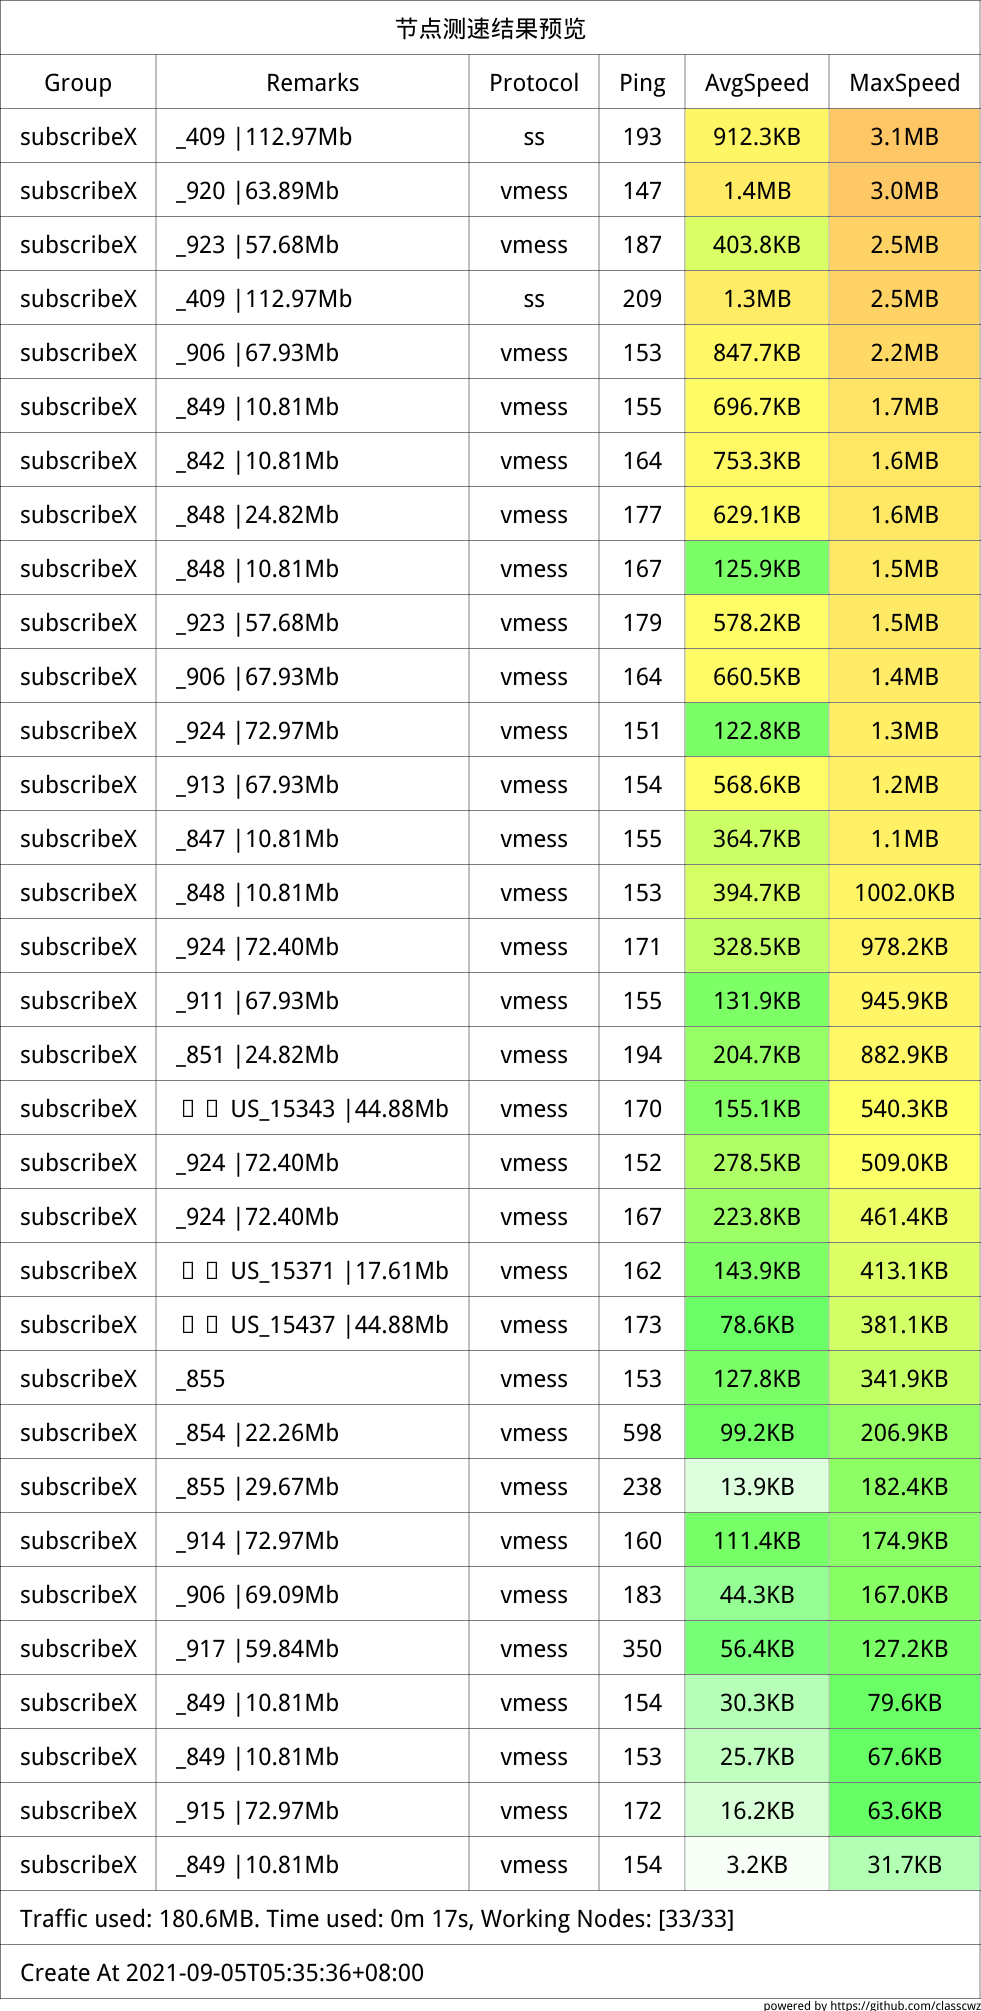 节点测速结果预览
Group Remarks Protocol Ping AvgSpeed MaxSpeed
subscribeX _409 |112.97Mb ss 193 912.3KB 3.1MB
subscribeX _920 |63.89Mb vmess 147 1.4MB 3.0MB
subscribeX _923 |57.68Mb vmess 187 403.8KB 2.5MB
subscribeX _409 |112.97Mb ss 209 1.3MB 2.5MB
subscribeX _906 |67.93Mb vmess 153 847.7KB 2.2MB
subscribeX _849 |10.81Mb vmess 155 696.7KB 1.7MB
subscribeX _842 |10.81Mb vmess 164 753.3KB 1.6MB
subscribeX _848 |24.82Mb vmess 177 629.1KB 1.6MB
subscribeX _848 |10.81Mb vmess 167 125.9KB 1.5MB
subscribeX _923 |57.68Mb vmess 179 578.2KB 1.5MB
subscribeX _906 |67.93Mb vmess 164 660.5KB 1.4MB
subscribeX _924 |72.97Mb vmess 151 122.8KB 1.3MB
subscribeX _913 |67.93Mb vmess 154 568.6KB 1.2MB
subscribeX _847 |10.81Mb vmess 155 364.7KB 1.1MB
subscribeX _848 |10.81Mb vmess 153 394.7KB 1002.0KB
subscribeX _924 |72.40Mb vmess 171 328.5KB 978.2KB
subscribeX _911 |67.93Mb vmess 155 131.9KB 945.9KB
subscribeX _851 |24.82Mb vmess 194 204.7KB 882.9KB
subscribeX US_15343 |44.88Mb vmess 170 155.1KB 540.3KB
subscribeX _924 |72.40Mb vmess 152 278.5KB 509.0KB
subscribeX _924 |72.40Mb vmess 167 223.8KB 461.4KB
subscribeX US_15371 |17.61Mb vmess 162 143.9KB 413.1KB
subscribeX US_15437 |44.88Mb vmess 173 78.6KB 381.1KB
subscribeX _855 vmess 153 127.8KB 341.9KB
subscribeX _854 |22.26Mb vmess 598 99.2KB 206.9KB
subscribeX _855 |29.67Mb vmess 238 13.9KB 182.4KB
subscribeX _914 |72.97Mb vmess 160 111.4KB 174.9KB
subscribeX _906 |69.09Mb vmess 183 44.3KB 167.0KB
subscribeX _917 |59.84Mb vmess 350 56.4KB 127.2KB
subscribeX _849 |10.81Mb vmess 154 30.3KB 79.6KB
subscribeX _849 |10.81Mb vmess 153 25.7KB 67.6KB
subscribeX _915 |72.97Mb vmess 172 16.2KB 63.6KB
subscribeX _849 |10.81Mb vmess 154 3.2KB 31.7KB
Traffic used: 180.6MB. Time used: 0m 17s, Working Nodes: [33/33]
Create At 2021-09-05T05:35:36+08:00
powered by https://github.com/classcwz